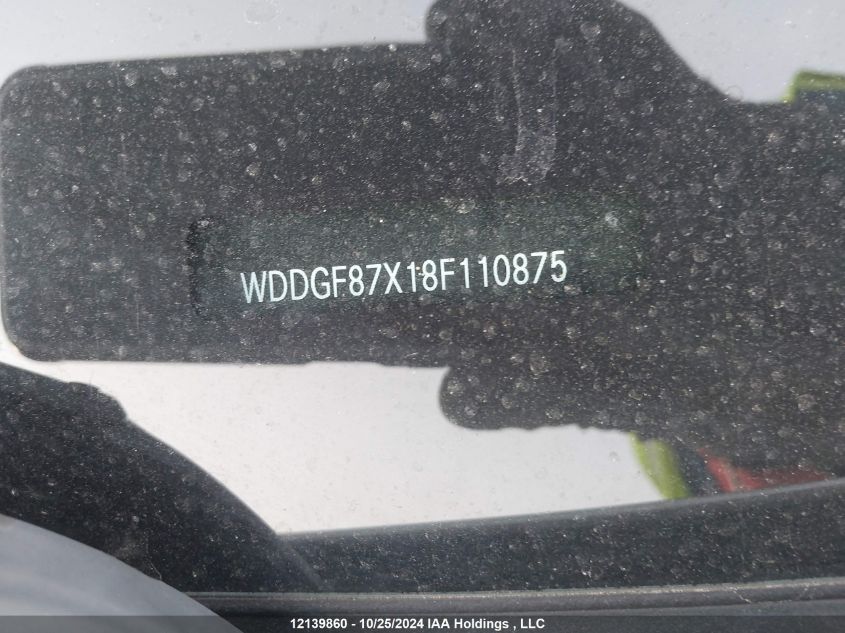 WDDGF87X18F110875
12139860 - 10/25/2024 IAA Holdings , LLC